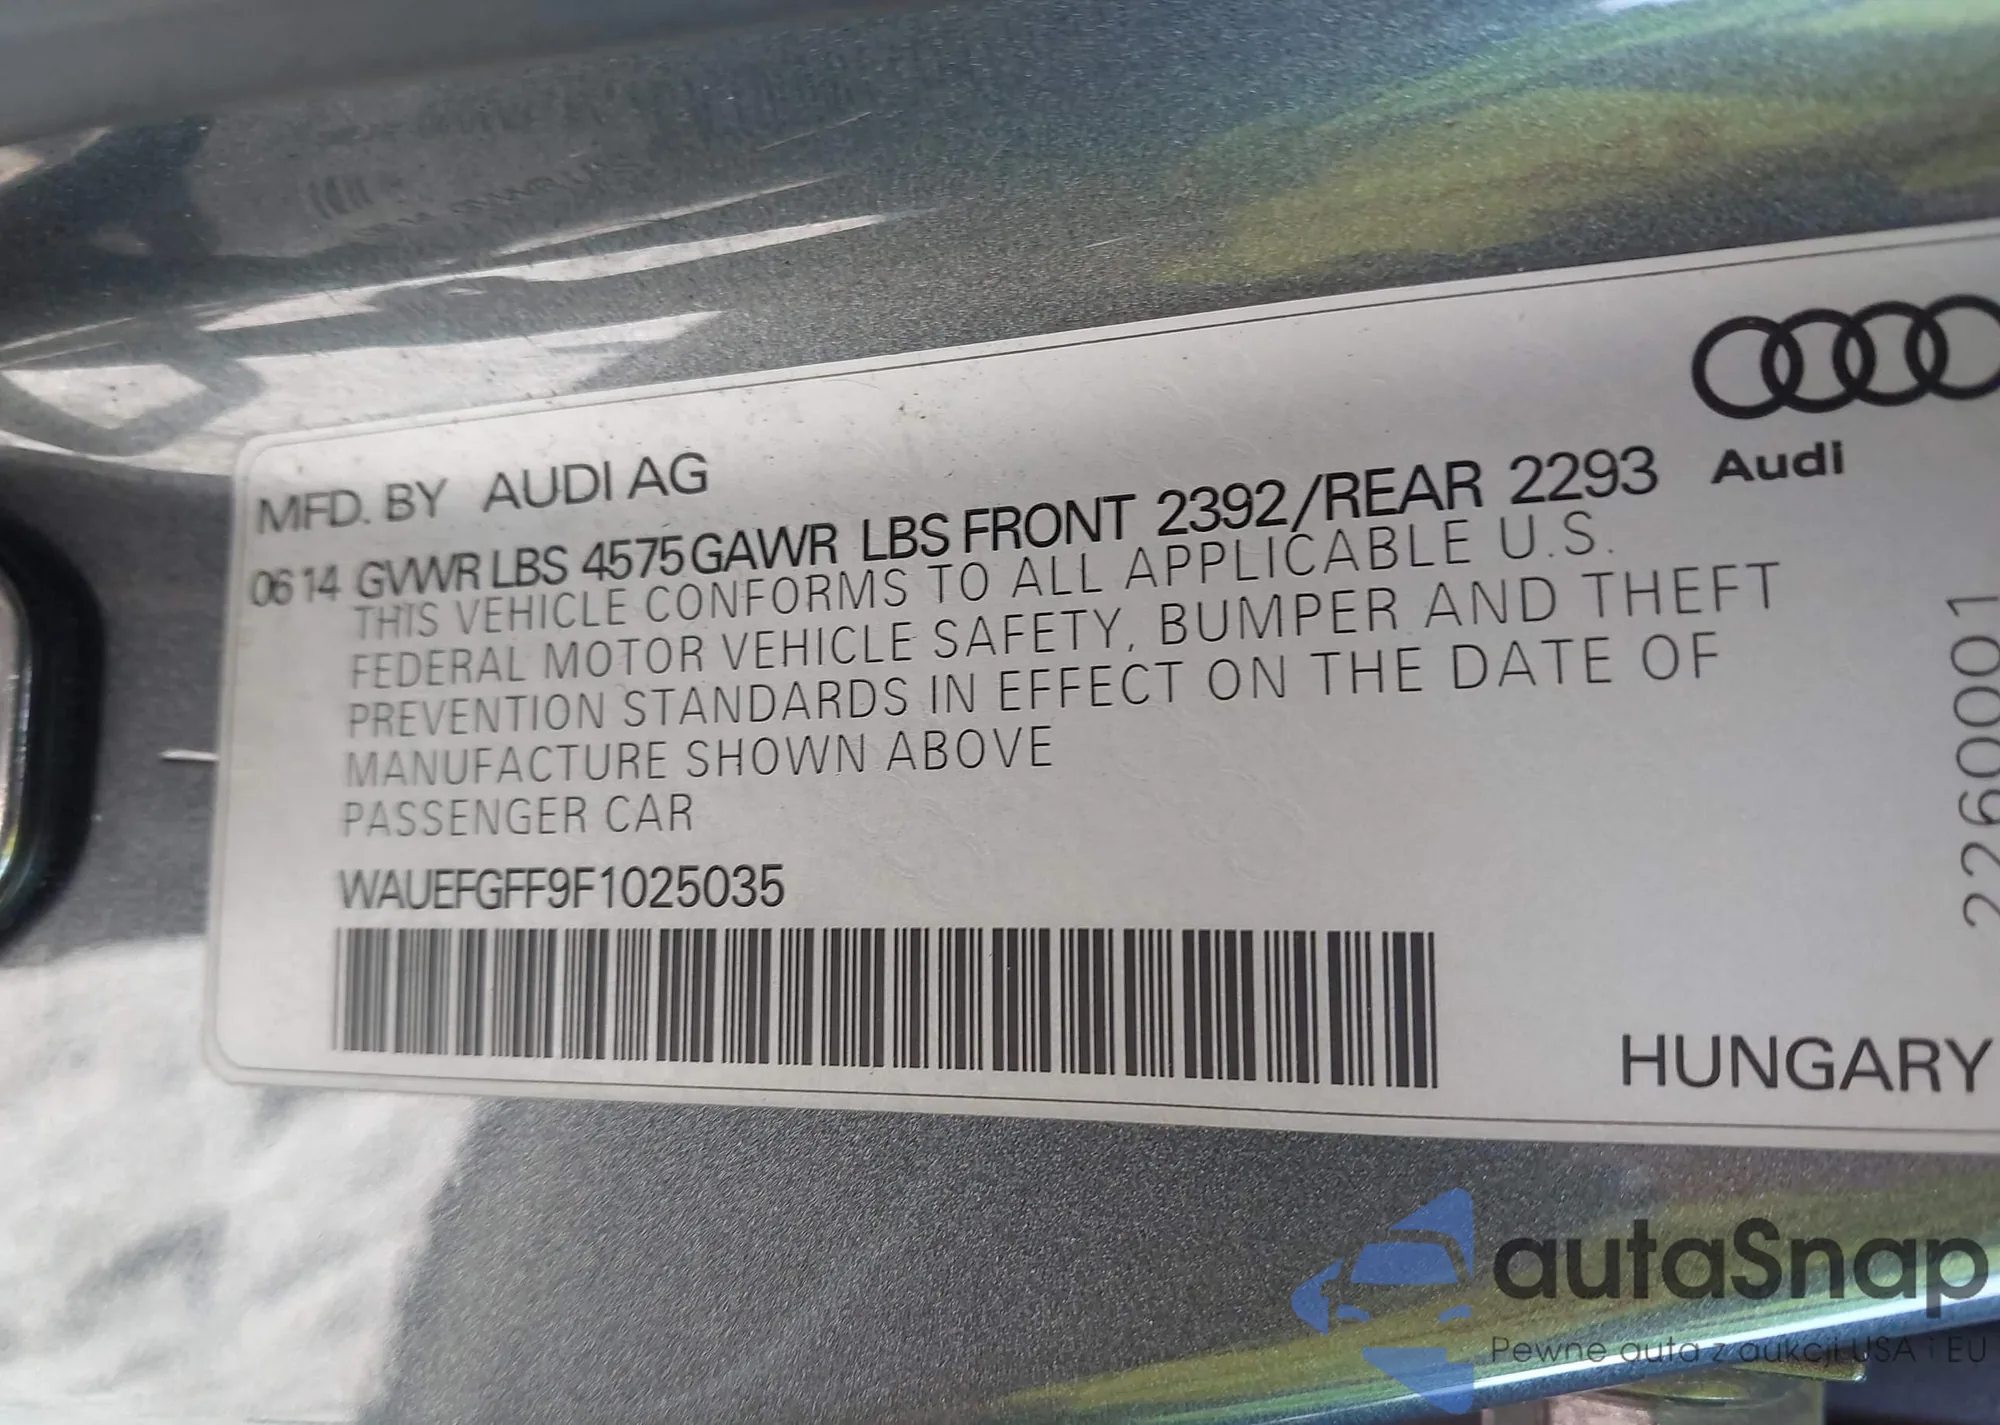 MFD. BY AUDI AG
0614 GVWR LBS 4575 GAWR LBS FRONT 2392/REAR 2293
Audi
THIS VEHICLE CONFORMS TO ALL APPLICABLE U.S.
FEDERAL MOTOR VEHICLE SAFETY, BUMPER AND THEFT
PREVENTION STANDARDS IN EFFECT ON THE DATE OF
MANUFACTURE SHOWN ABOVE
PASSENGER CAR
WAUEFGFF9F1025035
HUNGARY
2260001
autaSnap
Pewne auta z aukcji USA i EU